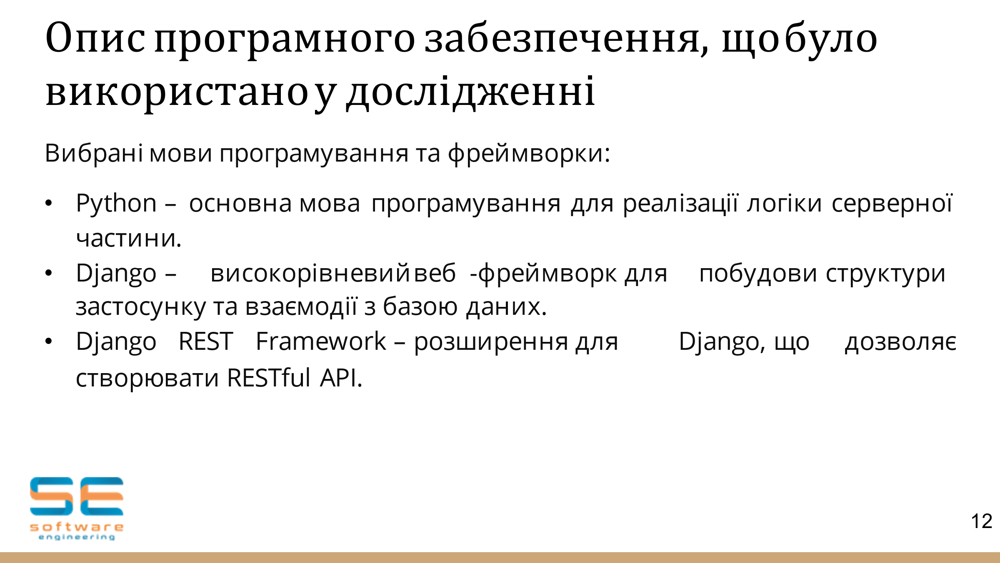 Опис програмного забезпечення, що було
використано у дослідженні
Вибрані мови програмування та фреймворки:
• Python – основна мова програмування для реалізації логіки серверної
частини.
• Django – високорівневий веб -фреймворк для побудови структури
застосунку та взаємодії з базою даних.
• Django REST Framework – розширення для Django, що дозволяє
створювати RESTful API.
SE
software
engineering
12